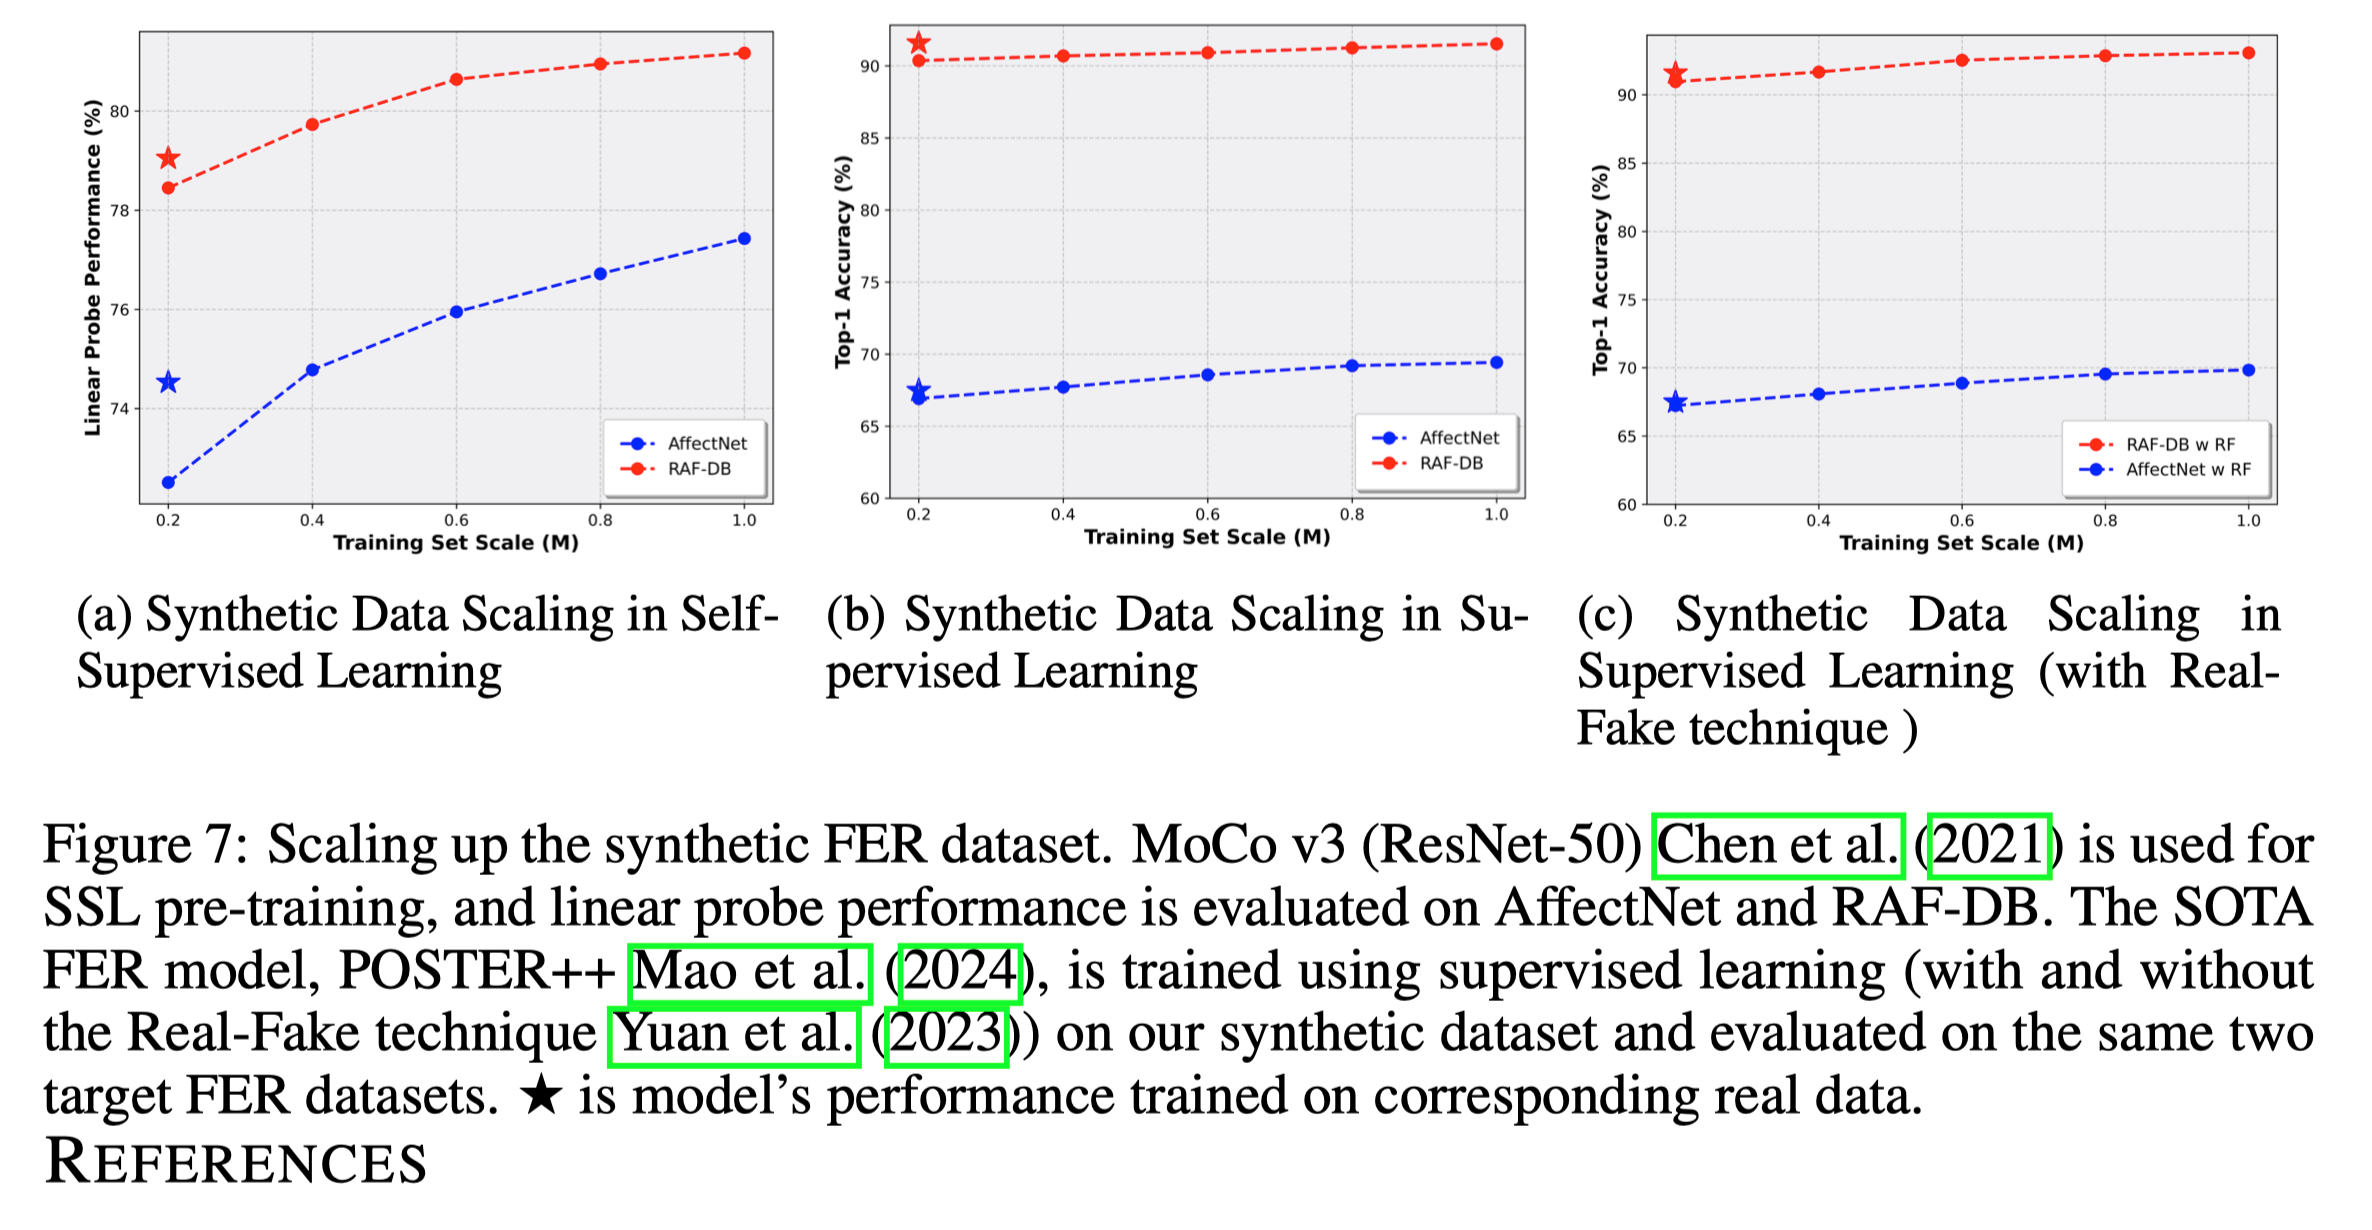 Linear Probe Performance (%)
80
78
76
74
AffectNet
RAF-DB
0.2 0.4 0.6 0.8 1.0
Training Set Scale (M)
Top-1 Accuracy (%)
90
85
80
75
70
65
60
AffectNet
RAF-DB
0.2 0.4 0.6 0.8 1.0
Training Set Scale (M)
Top-1 Accuracy (%)
90
85
80
75
70
65
60
RAF-DB w RF
AffectNet w RF
0.2 0.4 0.6 0.8 1.0
Training Set Scale (M)
(a) Synthetic Data Scaling in Self-
Supervised Learning
(b) Synthetic Data Scaling in Su-
pervised Learning
(c) Synthetic Data Scaling in
Supervised Learning (with Real-
Fake technique )
Figure 7: Scaling up the synthetic FER dataset. MoCo v3 (ResNet-50) Chen et al. (2021) is used for
SSL pre-training, and linear probe performance is evaluated on AffectNet and RAF-DB. The SOTA
FER model, POSTER++ Mao et al. (2024), is trained using supervised learning (with and without
the Real-Fake technique Yuan et al. (2023)) on our synthetic dataset and evaluated on the same two
target FER datasets. ★ is model's performance trained on corresponding real data.
REFERENCES